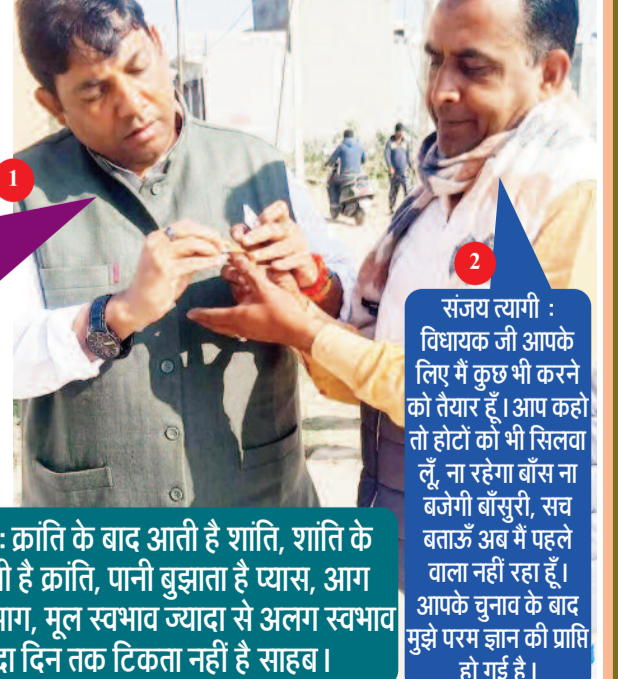 1
2
संजय त्यागी :
विधायक जी आपके
लिए मैं कुछ भी करने
को तैयार हूँ। आप कहो
तो होटों को भी सिलवा
लूँ, ना रहेगा बाँस ना
बजेगी बाँसुरी, सच
बताऊँ अब मैं पहले
वाला नहीं रहा हूँ।
आपके चुनाव के बाद
मुझे परम ज्ञान की प्राप्ति
हो गई है।
: क्रांति के बाद आती है शांति, शांति के
है क्रांति, पानी बुझाता है प्यास, आग
मूल स्वभाव ज्यादा से अलग स्वभाव
दिन तक टिकता नहीं है साहब।